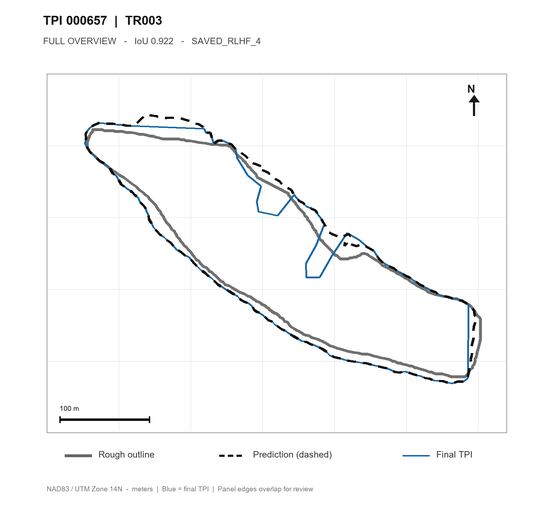 TPI 000657 | TR003
FULL OVERVIEW - IoU 0.922 - SAVED_RLHF_4
N
100 m
Rough outline Prediction (dashed) Final TPI
NAD83 / UTM Zone 14N - meters | Blue = final TPI | Panel edges overlap for review